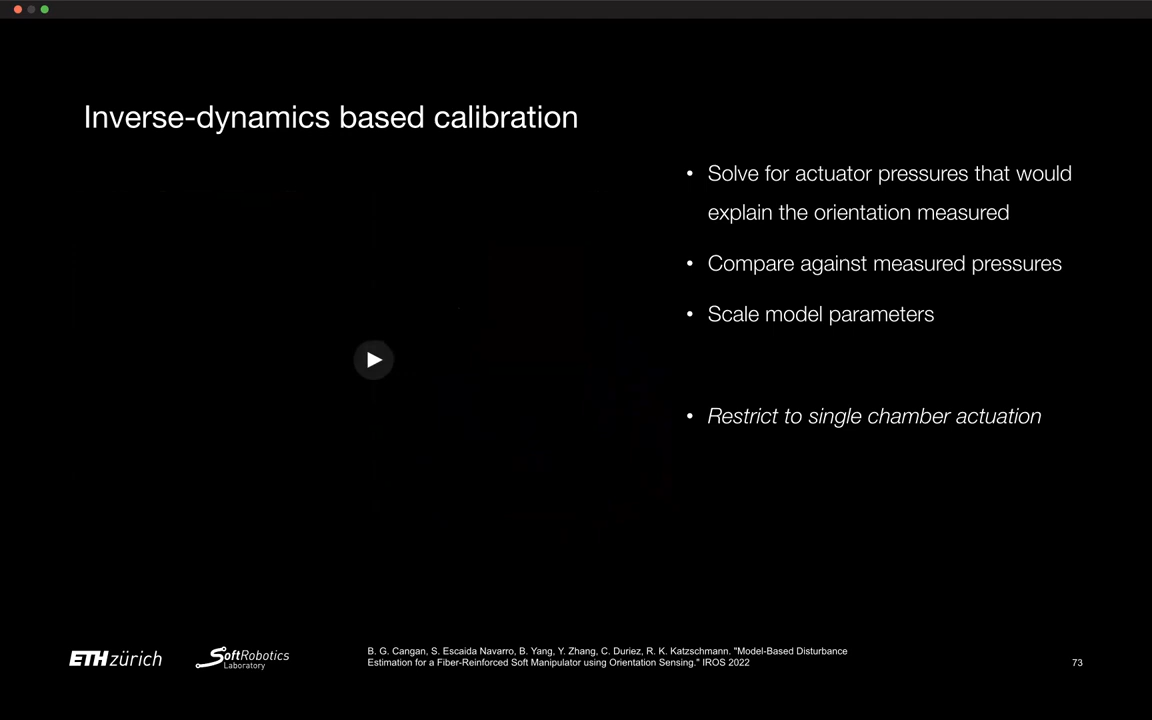 Inverse-dynamics based calibration
• Solve for actuator pressures that would
explain the orientation measured
• Compare against measured pressures
• Scale model parameters
• Restrict to single chamber actuation
ETH zürich
SoftRobotics
Laboratory
B. G. Cangan, S. Escaida Navarro, B. Yang, Y. Zhang, C. Duriez, R. K. Katzschmann. "Model-Based Disturbance
Estimation for a Fiber-Reinforced Soft Manipulator using Orientation Sensing." IROS 2022
73